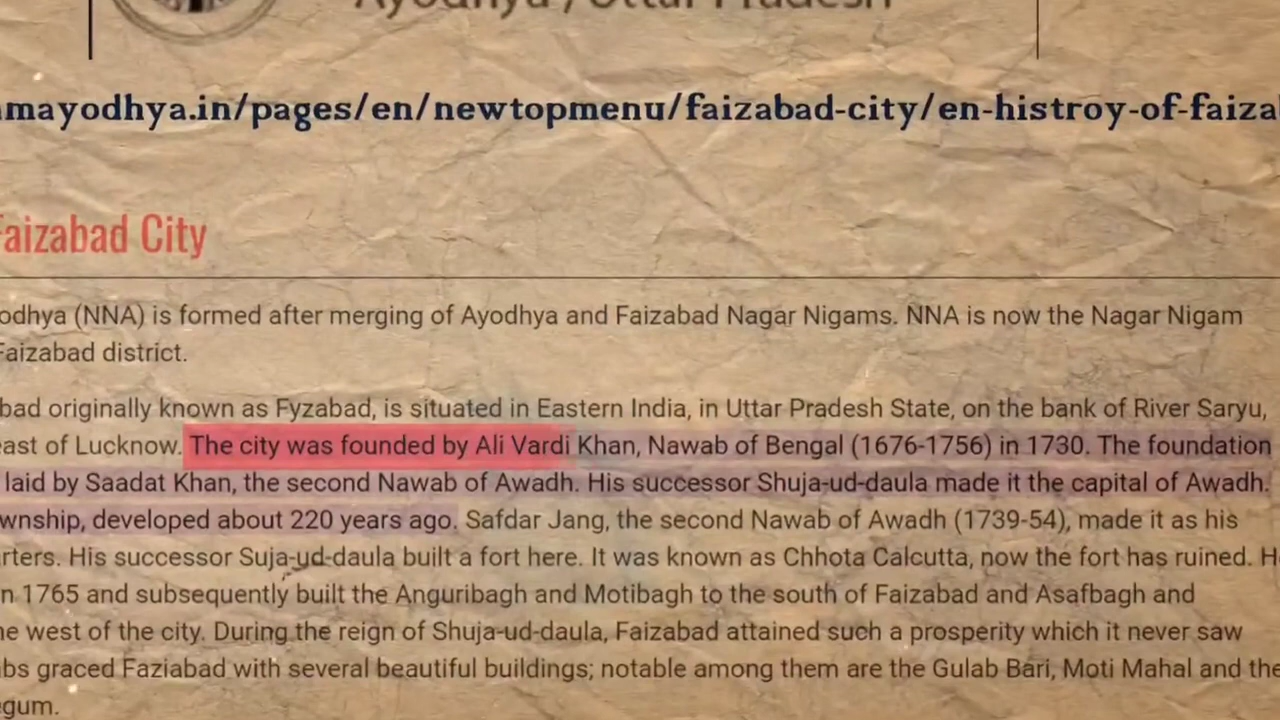 Ayodhya / Uttar Pradesh
mayodhya.in/pages/en/newtopmenu/faizabad-city/en-histroy-of-faiza
Faizabad City
odhya (NNA) is formed after merging of Ayodhya and Faizabad Nagar Nigams. NNA is now the Nagar Nigam
Faizabad district.
bad originally known as Fyzabad, is situated in Eastern India, in Uttar Pradesh State, on the bank of River Saryu,
east of Lucknow. The city was founded by Ali Vardi Khan, Nawab of Bengal (1676-1756) in 1730. The foundation
laid by Saadat Khan, the second Nawab of Awadh. His successor Shuja-ud-daula made it the capital of Awadh.
wnship, developed about 220 years ago. Safdar Jang, the second Nawab of Awadh (1739-54), made it as his
rters. His successor Suja-ud-daula built a fort here. It was known as Chhota Calcutta, now the fort has ruined. H
n 1765 and subsequently built the Anguribagh and Motibagh to the south of Faizabad and Asafbagh and
he west of the city. During the reign of Shuja-ud-daula, Faizabad attained such a prosperity which it never saw
bs graced Faziabad with several beautiful buildings; notable among them are the Gulab Bari, Moti Mahal and the
egum.